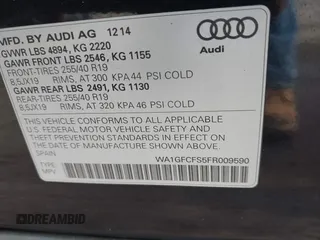 MFD. BY AUDI AG 12 14
GVWR LBS 4894, KG 2220
GAWR FRONT LBS 2546, KG 1155
FRONT-TIRES 255/40 R19
8.5JX19 RIMS, AT 300 KPA 44 PSI COLD
GAWR REAR LBS 2491, KG 1130
REAR-TIRES 255/40 R19
8.5JX19 RIMS, AT 320 KPA 46 PSI COLD
Audi
THIS VEHICLE CONFORMS TO ALL APPLICABLE
U.S. FEDERAL MOTOR VEHICLE SAFETY
AND THEFT PREVENTION STANDARDS IN EFFECT
ON THE DATE OF MANUFACTURE SHOWN ABOVE.
SPAIN
WA1GFCFS5FR009590
TYPE:
MPV
DREAMBID